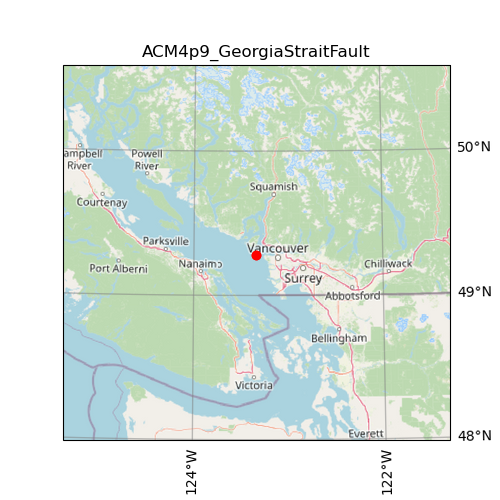 ACM4p9_GeorgiaStraitFault
50°N
ampbell
River
Powell
River
Squamish
Courtenay
Parksville
Vancouver
Port Alberni
Nanaimo
Chilliwack
Surrey
49°N
Abbotsford
Bellingham
Victoria
Everett
48°N
124°W
122°W